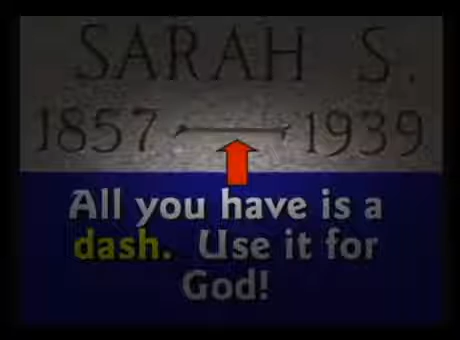 SARAH S.
1857 — 1939
All you have is a
dash. Use it for
God!